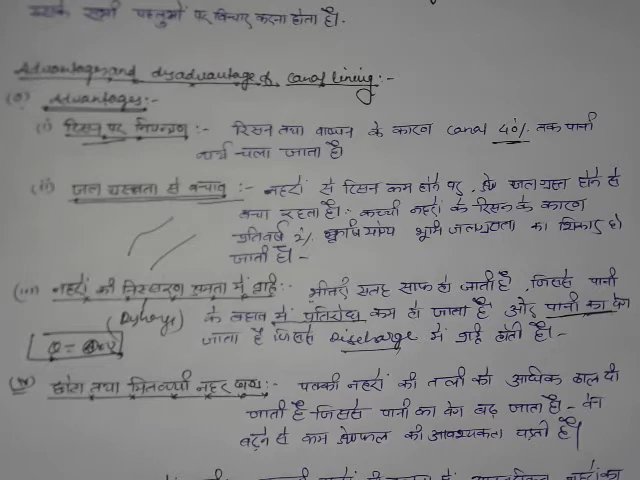 सभी पहलुओं पर विचार करना होता है।
Advantages and disadvantage of canal lining:-
(a) Advantages:-
(i) रिसन पर नियन्त्रण :- रिसन तथा वाष्पन के कारण canal 40% तक पानी
व्यर्थ चला जाता है
(ii) जल ग्रस्तता से बचाव :- नहरों से रिसन कम होने पर, जलग्रस्त होने से
बचा रहता है। कच्ची नहरों के रिसन के कारण
प्रतिवर्ष 2% कृषि योग्य भूमि जलग्रस्तता का शिकार हो
जाती है।-
(iii) नहरों की निस्सरण क्षमता में वृद्धि:- भीतरी सतह साफ हो जाती है, जिससे पानी
के बहाव में प्रतिरोध कम हो जाता है और पानी का वेग
जाता है जिससे Discharge में वृद्धि होती है।-
(iv) छोटा तथा मितव्ययी नहर काट:- पक्की नहरों की तली को अधिक ढाल दी
जाती है जिससे पानी का वेग बढ़ जाता है।- वेग
बढ़ने से कम क्षेत्रफल की आवश्यकता पड़ती है।